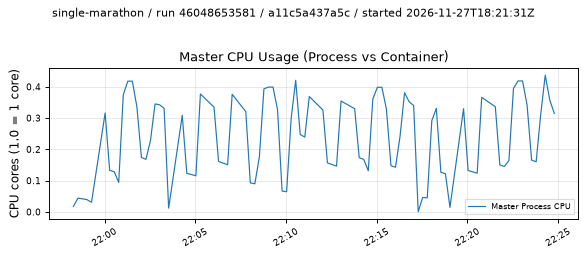 single-marathon / run 46048653581 / a11c5a437a5c / started 2026-11-27T18:21:31Z
Master CPU Usage (Process vs Container)
CPU cores (1.0 = 1 core)
0.4
0.3
0.2
0.1
0.0
Master Process CPU
22:00
22:05
22:10
22:15
22:20
22:25